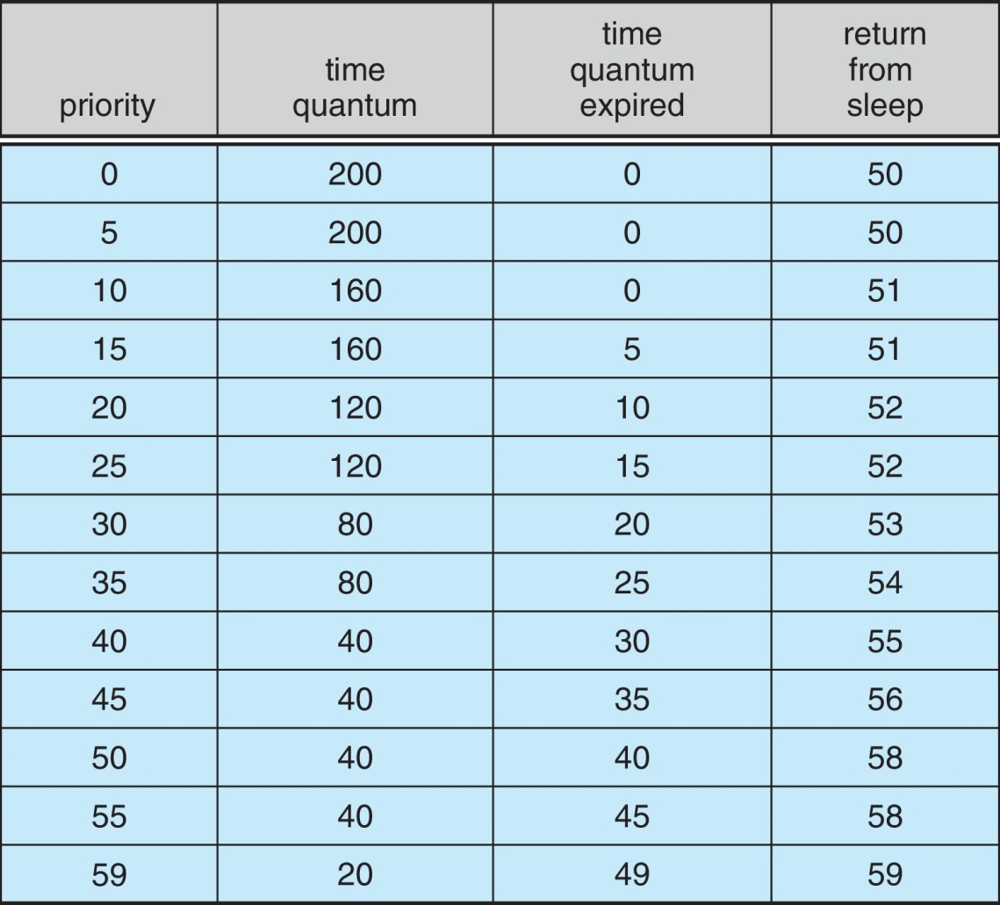 priority time quantum time quantum expired return from sleep
0 200 0 50
5 200 0 50
10 160 0 51
15 160 5 51
20 120 10 52
25 120 15 52
30 80 20 53
35 80 25 54
40 40 30 55
45 40 35 56
50 40 40 58
55 40 45 58
59 20 49 59